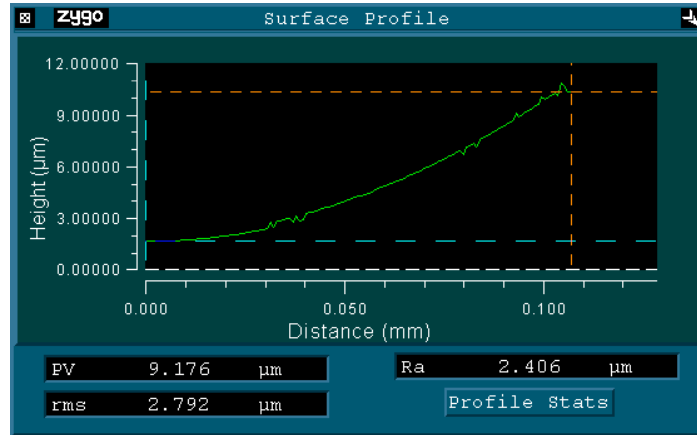 zygo Surface Profile
12.00000
9.00000
6.00000
3.00000
0.00000
Height (µm)
0.000 0.050 0.100
Distance (mm)
PV 9.176 µm
Ra 2.406 µm
rms 2.792 µm
Profile Stats